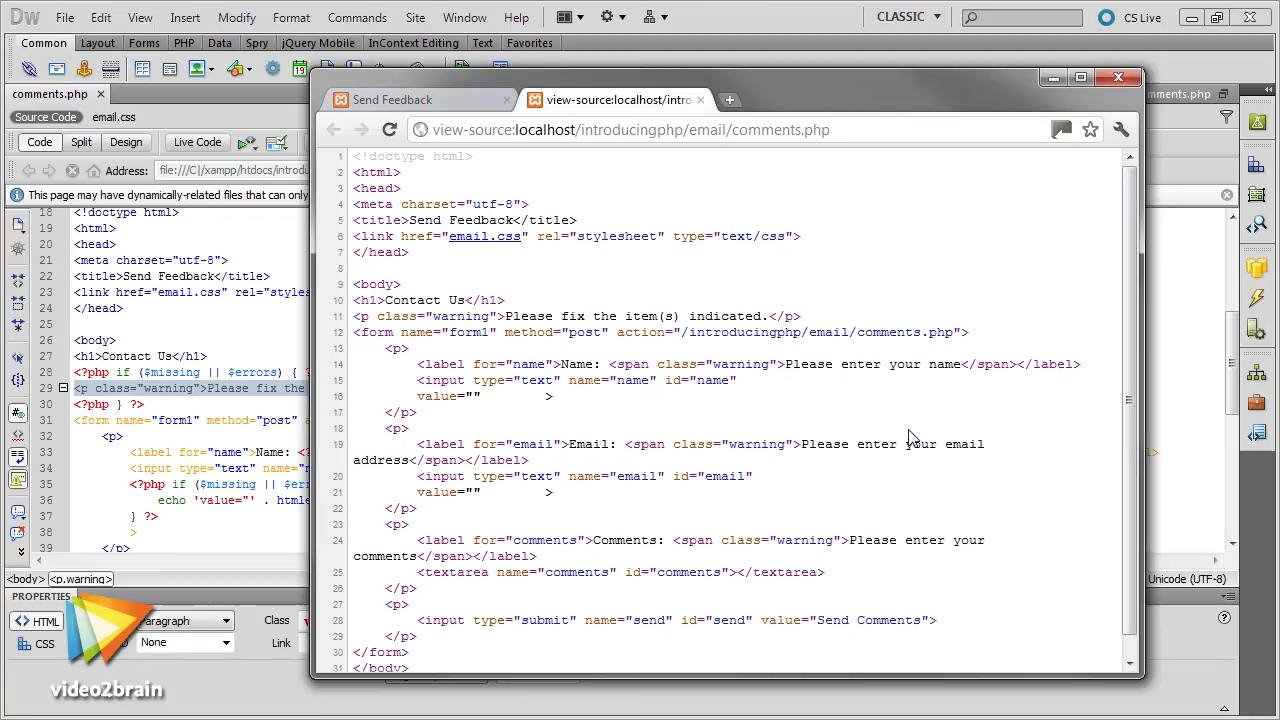 Dw File Edit View Insert Modify Format Commands Site Window Help CLASSIC CS Live
Common Layout Forms PHP Data Spry jQuery Mobile InContext Editing Text Favorites
comments.php
Source Code email.css
Code Split Design Live Code
Address: file:///C|/xampp/htdocs/introdu
This page may have dynamically-related files that can only
18 <!doctype html>
19 <html>
20 <head>
21 <meta charset="utf-8">
22 <title>Send Feedback</title>
23 <link href="email.css" rel="styles
24 </head>
25
26 <body>
27 <h1>Contact Us</h1>
28 <?php if ($missing || $errors) { ?
29 <p class="warning">Please fix the
30 <?php } ?>
31 <form name="form1" method="post" a
32 <p>
33 <label for="name">Name: <?
34 <input type="text" name="n
35 <?php if ($missing || $err
36 echo 'value="' . htmle
37 } ?>
38 >
39 </p>
<body> <p.warning>
Unicode (UTF-8)
PROPERTIES
HTML Paragraph Class
CSS None Link
video2brain
omments.php
Send Feedback
view-source:localhost/intro
view-source:localhost/introducingphp/email/comments.php
1 <!doctype html>
2 <html>
3 <head>
4 <meta charset="utf-8">
5 <title>Send Feedback</title>
6 <link href="email.css" rel="stylesheet" type="text/css">
7 </head>
8
9 <body>
10 <h1>Contact Us</h1>
11 <p class="warning">Please fix the item(s) indicated.</p>
12 <form name="form1" method="post" action="/introducingphp/email/comments.php">
13 <p>
14 <label for="name">Name: <span class="warning">Please enter your name</span></label>
15 <input type="text" name="name" id="name"
16 value="" >
17 </p>
18 <p>
19 <label for="email">Email: <span class="warning">Please enter your email
address</span></label>
20 <input type="text" name="email" id="email"
21 value="" >
22 </p>
23 <p>
24 <label for="comments">Comments: <span class="warning">Please enter your
comments</span></label>
25 <textarea name="comments" id="comments"></textarea>
26 </p>
27 <p>
28 <input type="submit" name="send" id="send" value="Send Comments">
29 </p>
30 </form>
31 </body>